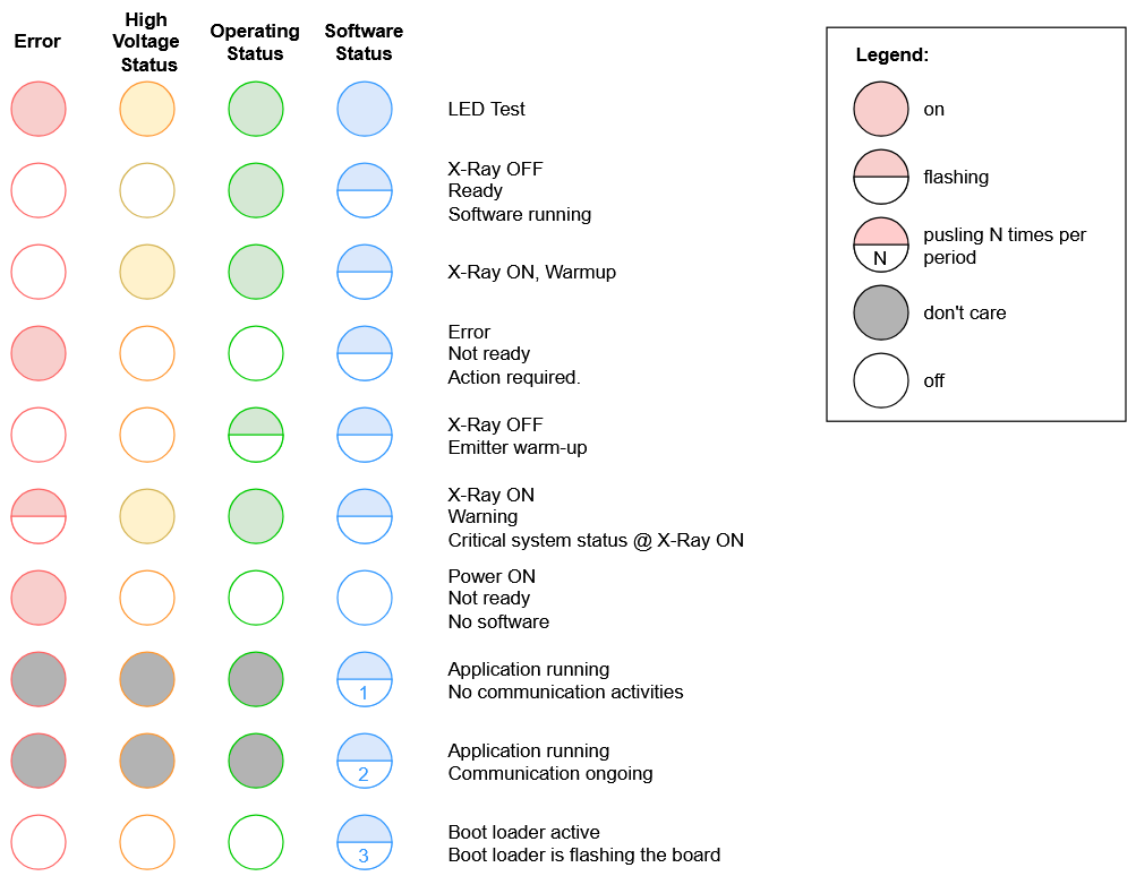 Error
High
Voltage
Status
Operating
Status
Software
Status
LED Test
X-Ray OFF
Ready
Software running
X-Ray ON, Warmup
Error
Not ready
Action required.
X-Ray OFF
Emitter warm-up
X-Ray ON
Warning
Critical system status @ X-Ray ON
Power ON
Not ready
No software
1
Application running
No communication activities
2
Application running
Communication ongoing
3
Boot loader active
Boot loader is flashing the board
Legend:
on
flashing
N
pusling N times per
period
don't care
off